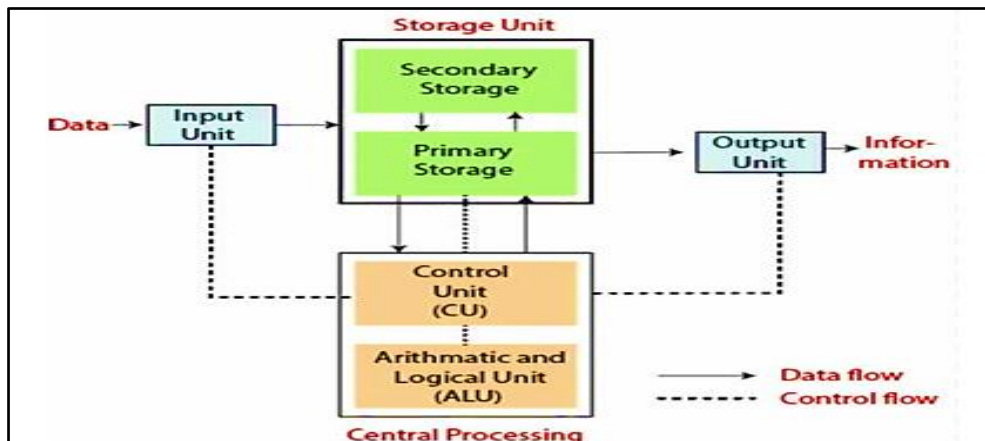 Storage Unit
Secondary
Storage
Data
Input
Unit
Primary
Storage
Output
Unit
Infor-
mation
Control
Unit
(CU)
Arithmatic and
Logical Unit
(ALU)
Data flow
Control flow
Central Processing